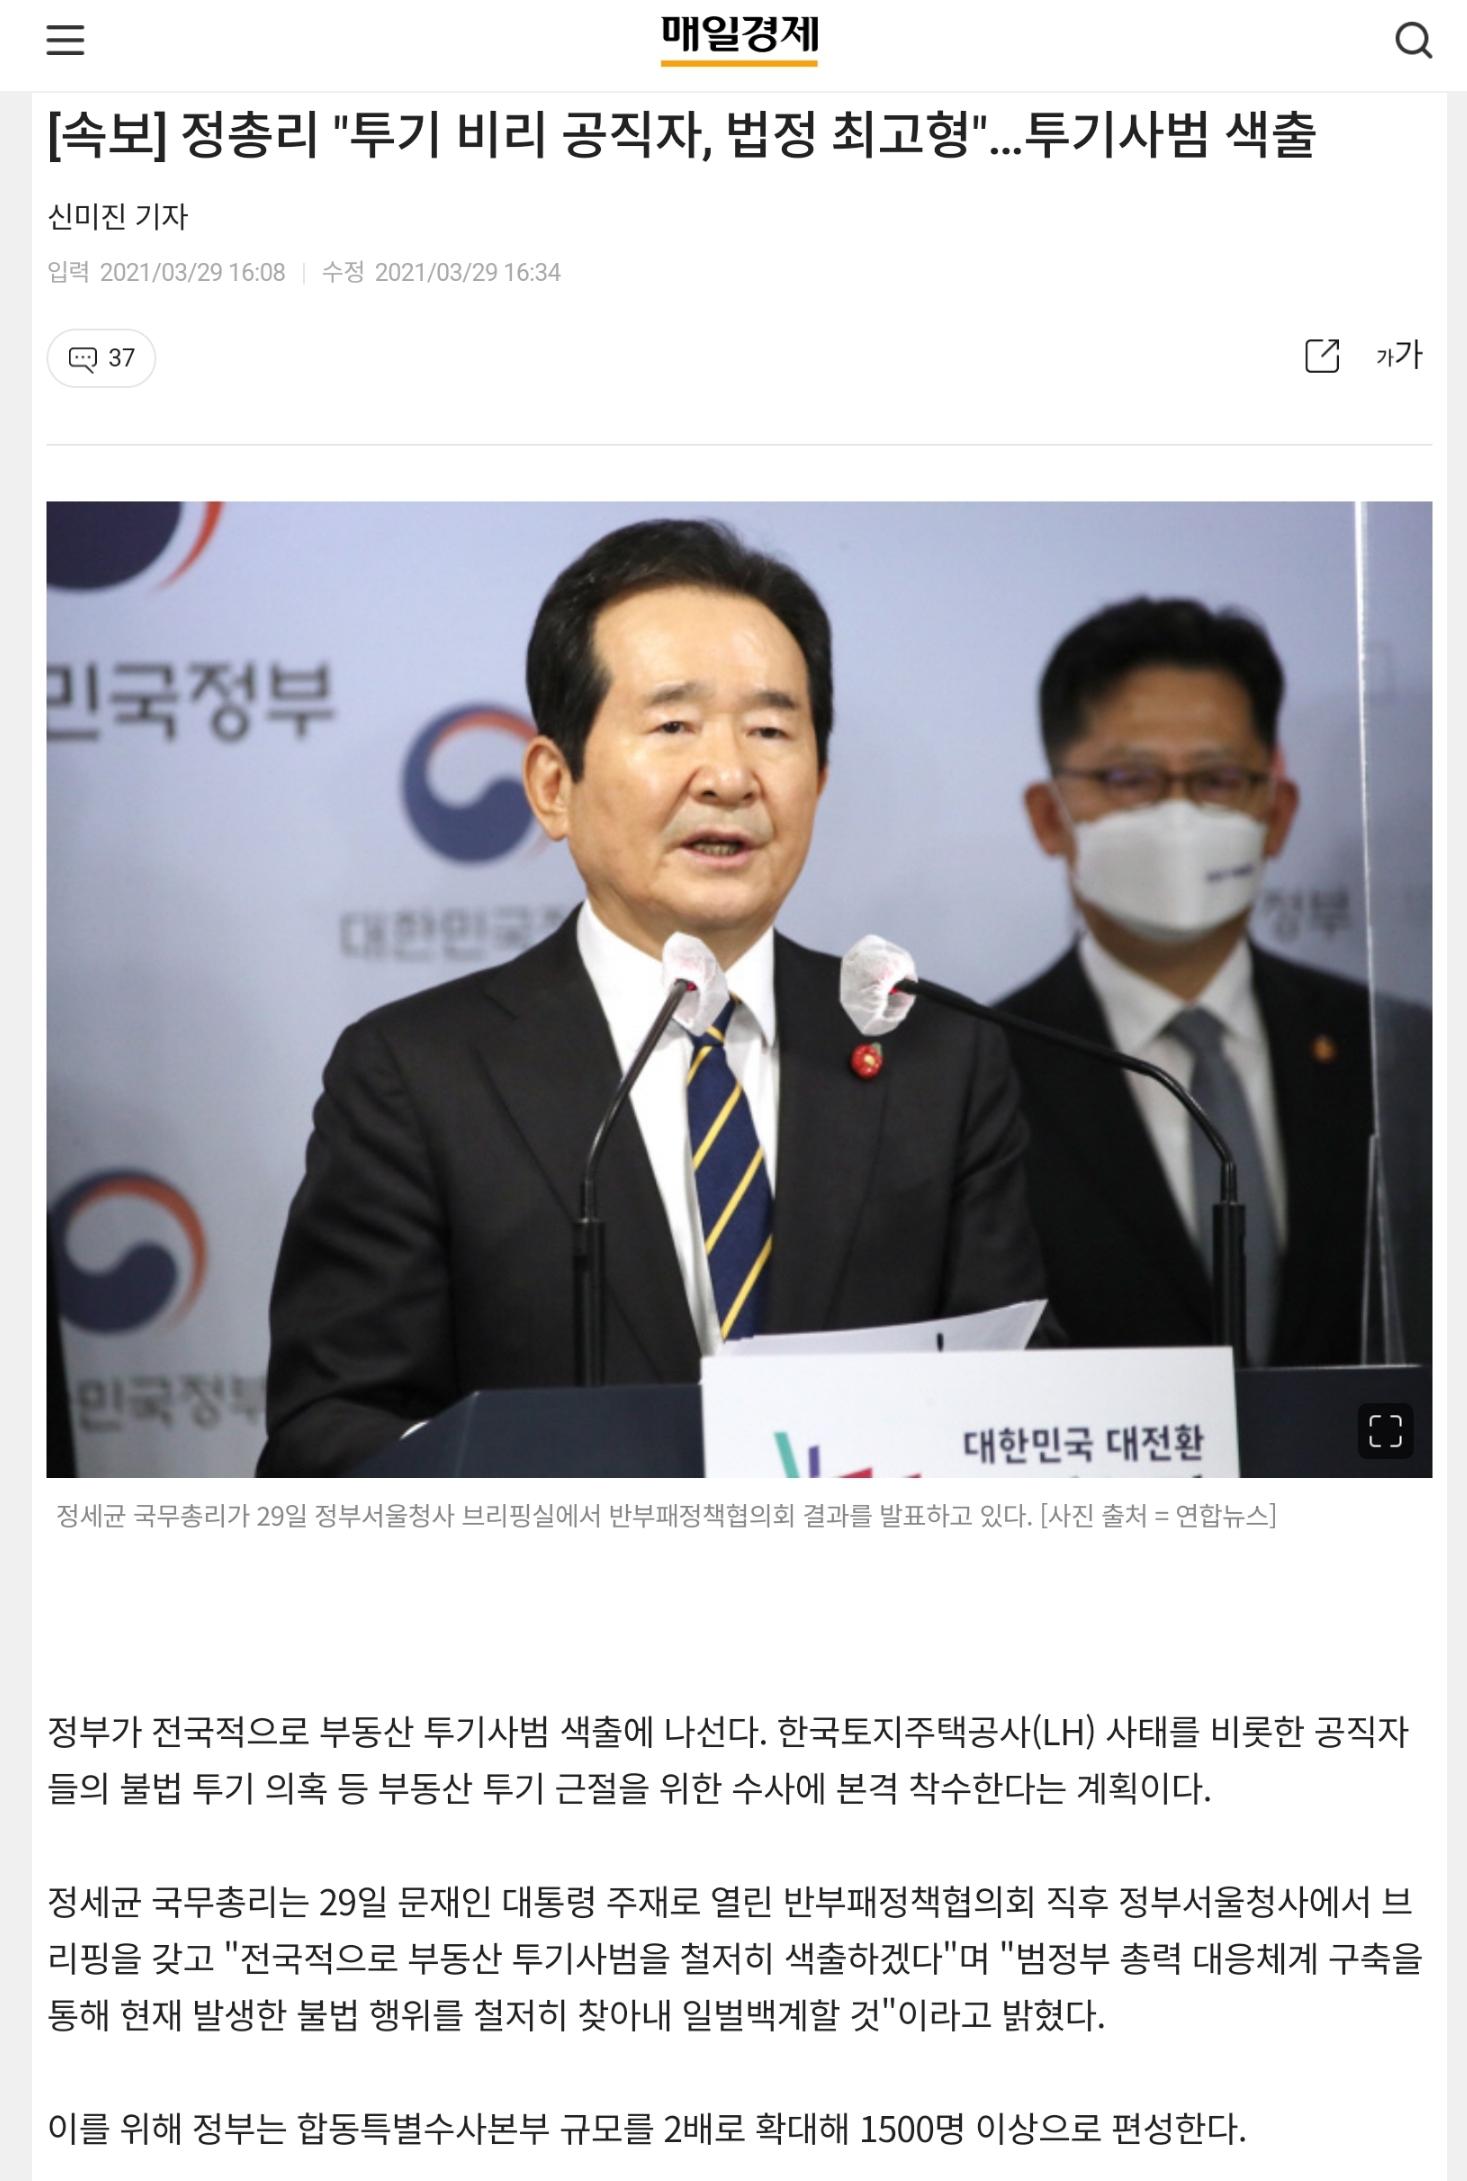 매일경제
[속보] 정총리 "투기 비리 공직자, 법정 최고형"...투기사범 색출
신미진 기자
입력 2021/03/29 16:08 수정 2021/03/29 16:34
37
가가
민국정부
대한민국정
정부
민국정부
대한민국 대전환
정세균 국무총리가 29일 정부서울청사 브리핑실에서 반부패정책협의회 결과를 발표하고 있다. [사진 출처 = 연합뉴스]
정부가 전국적으로 부동산 투기사범 색출에 나선다. 한국토지주택공사(LH) 사태를 비롯한 공직자
들의 불법 투기 의혹 등 부동산 투기 근절을 위한 수사에 본격 착수한다는 계획이다.
정세균 국무총리는 29일 문재인 대통령 주재로 열린 반부패정책협의회 직후 정부서울청사에서 브
리핑을 갖고 "전국적으로 부동산 투기사범을 철저히 색출하겠다"며 "범정부 총력 대응체계 구축을
통해 현재 발생한 불법 행위를 철저히 찾아내 일벌백계할 것"이라고 밝혔다.
이를 위해 정부는 합동특별수사본부 규모를 2배로 확대해 1500명 이상으로 편성한다.